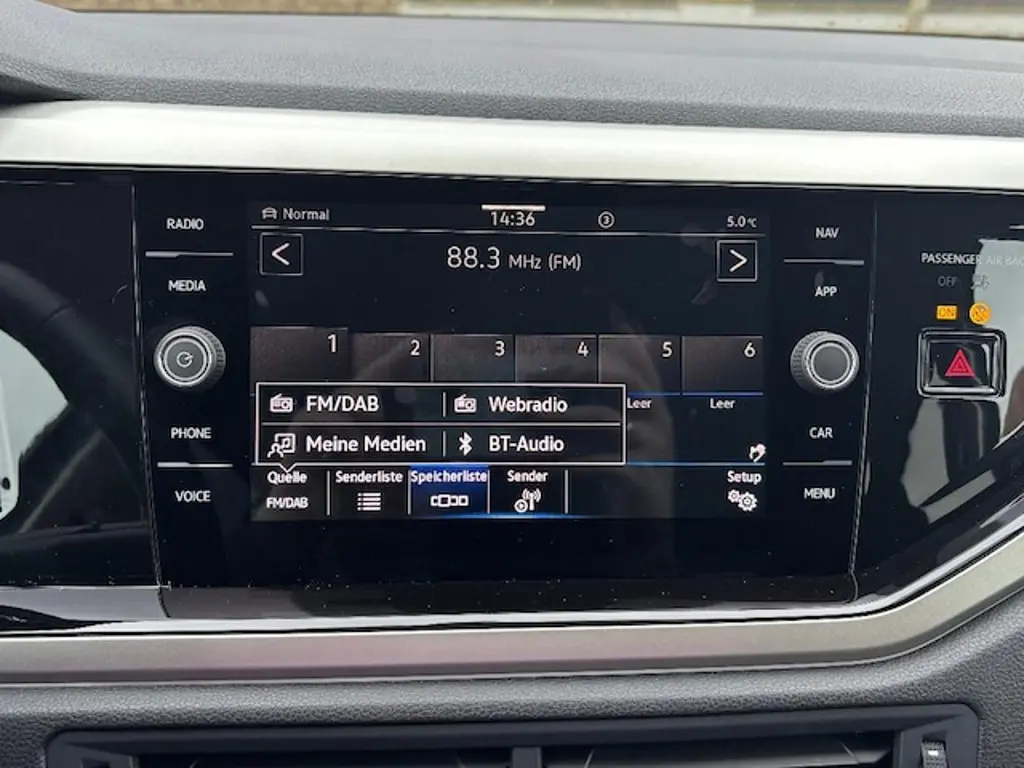 RADIO
MEDIA
PHONE
VOICE
Normal
14:36
3
5.0°C
<
88.3 MHz (FM)
>
1 2 3 4 5 6
FM/DAB Webradio
Leer Leer
Meine Medien BT-Audio
Quelle Senderliste Speicherliste Sender Setup
FM/DAB
NAV
APP
CAR
MENU
PASSENGER AIR BAG
OFF
ON